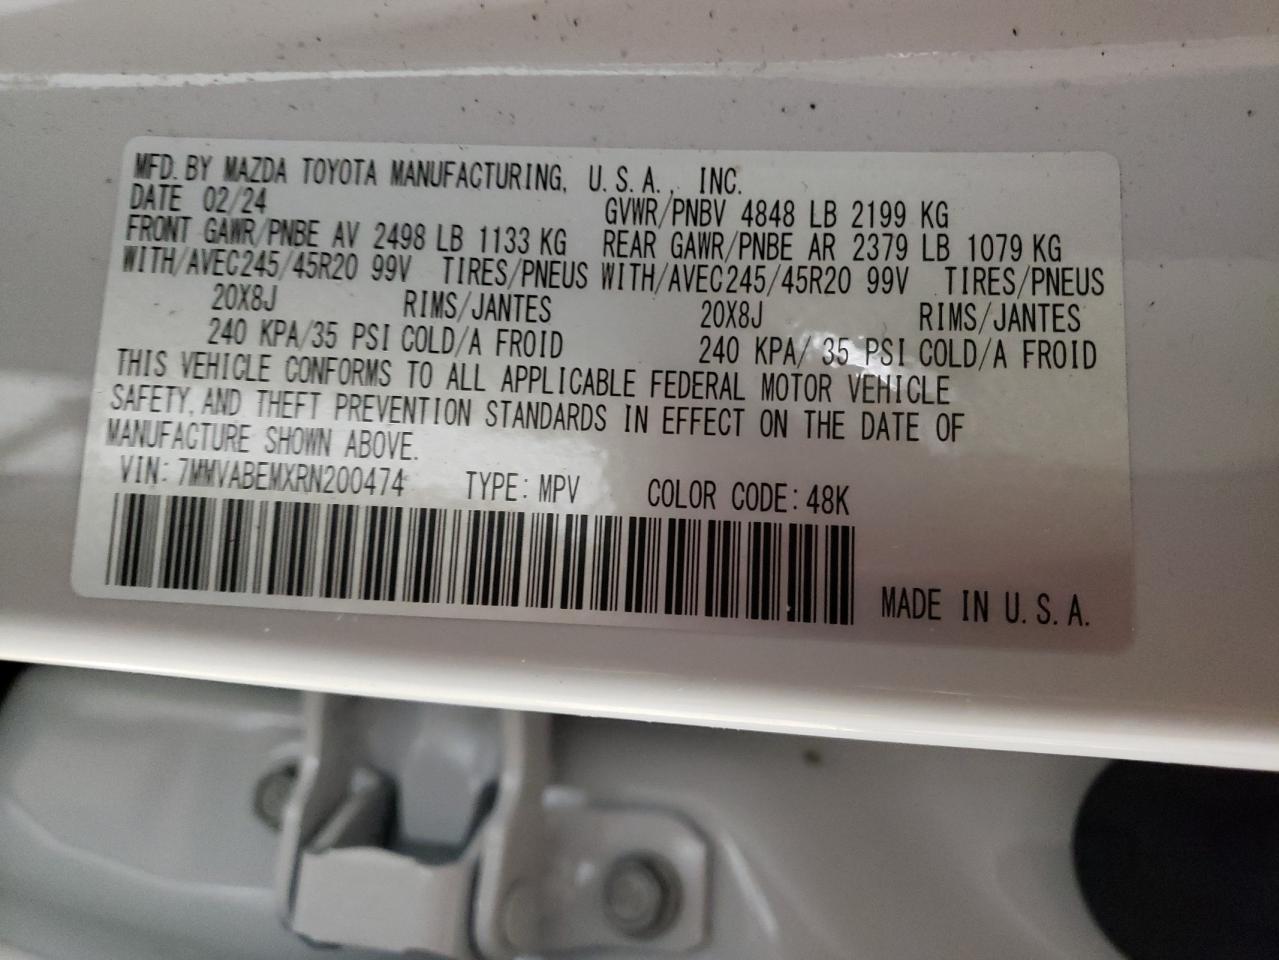 MFD. BY MAZDA TOYOTA MANUFACTURING, U.S.A., INC.
DATE 02/24 GVWR/PNBV 4848 LB 2199 KG
FRONT GAWR/PNBE AV 2498 LB 1133 KG REAR GAWR/PNBE AR 2379 LB 1079 KG
WITH/AVEC 245/45R20 99V TIRES/PNEUS WITH/AVEC 245/45R20 99V TIRES/PNEUS
20X8J RIMS/JANTES 20X8J RIMS/JANTES
240 KPA/35 PSI COLD/A FROID 240 KPA/ 35 PSI COLD/A FROID
THIS VEHICLE CONFORMS TO ALL APPLICABLE FEDERAL MOTOR VEHICLE
SAFETY, AND THEFT PREVENTION STANDARDS IN EFFECT ON THE DATE OF
MANUFACTURE SHOWN ABOVE.
VIN: 7MMVABEMXRN200474 TYPE: MPV COLOR CODE: 48K
MADE IN U.S.A.